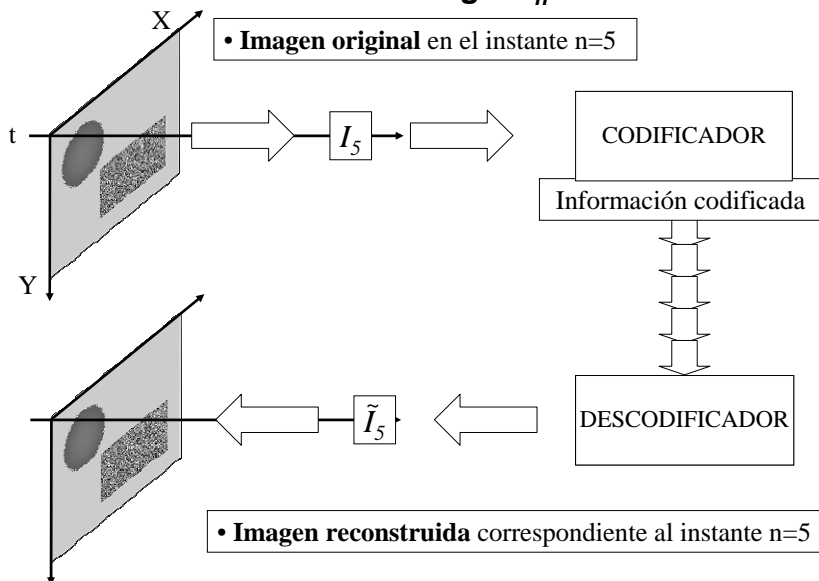 X
• Imagen original en el instante n=5
t
I₅
CODIFICADOR
Información codificada
Y
Ĩ₅
DESCODIFICADOR
• Imagen reconstruida correspondiente al instante n=5